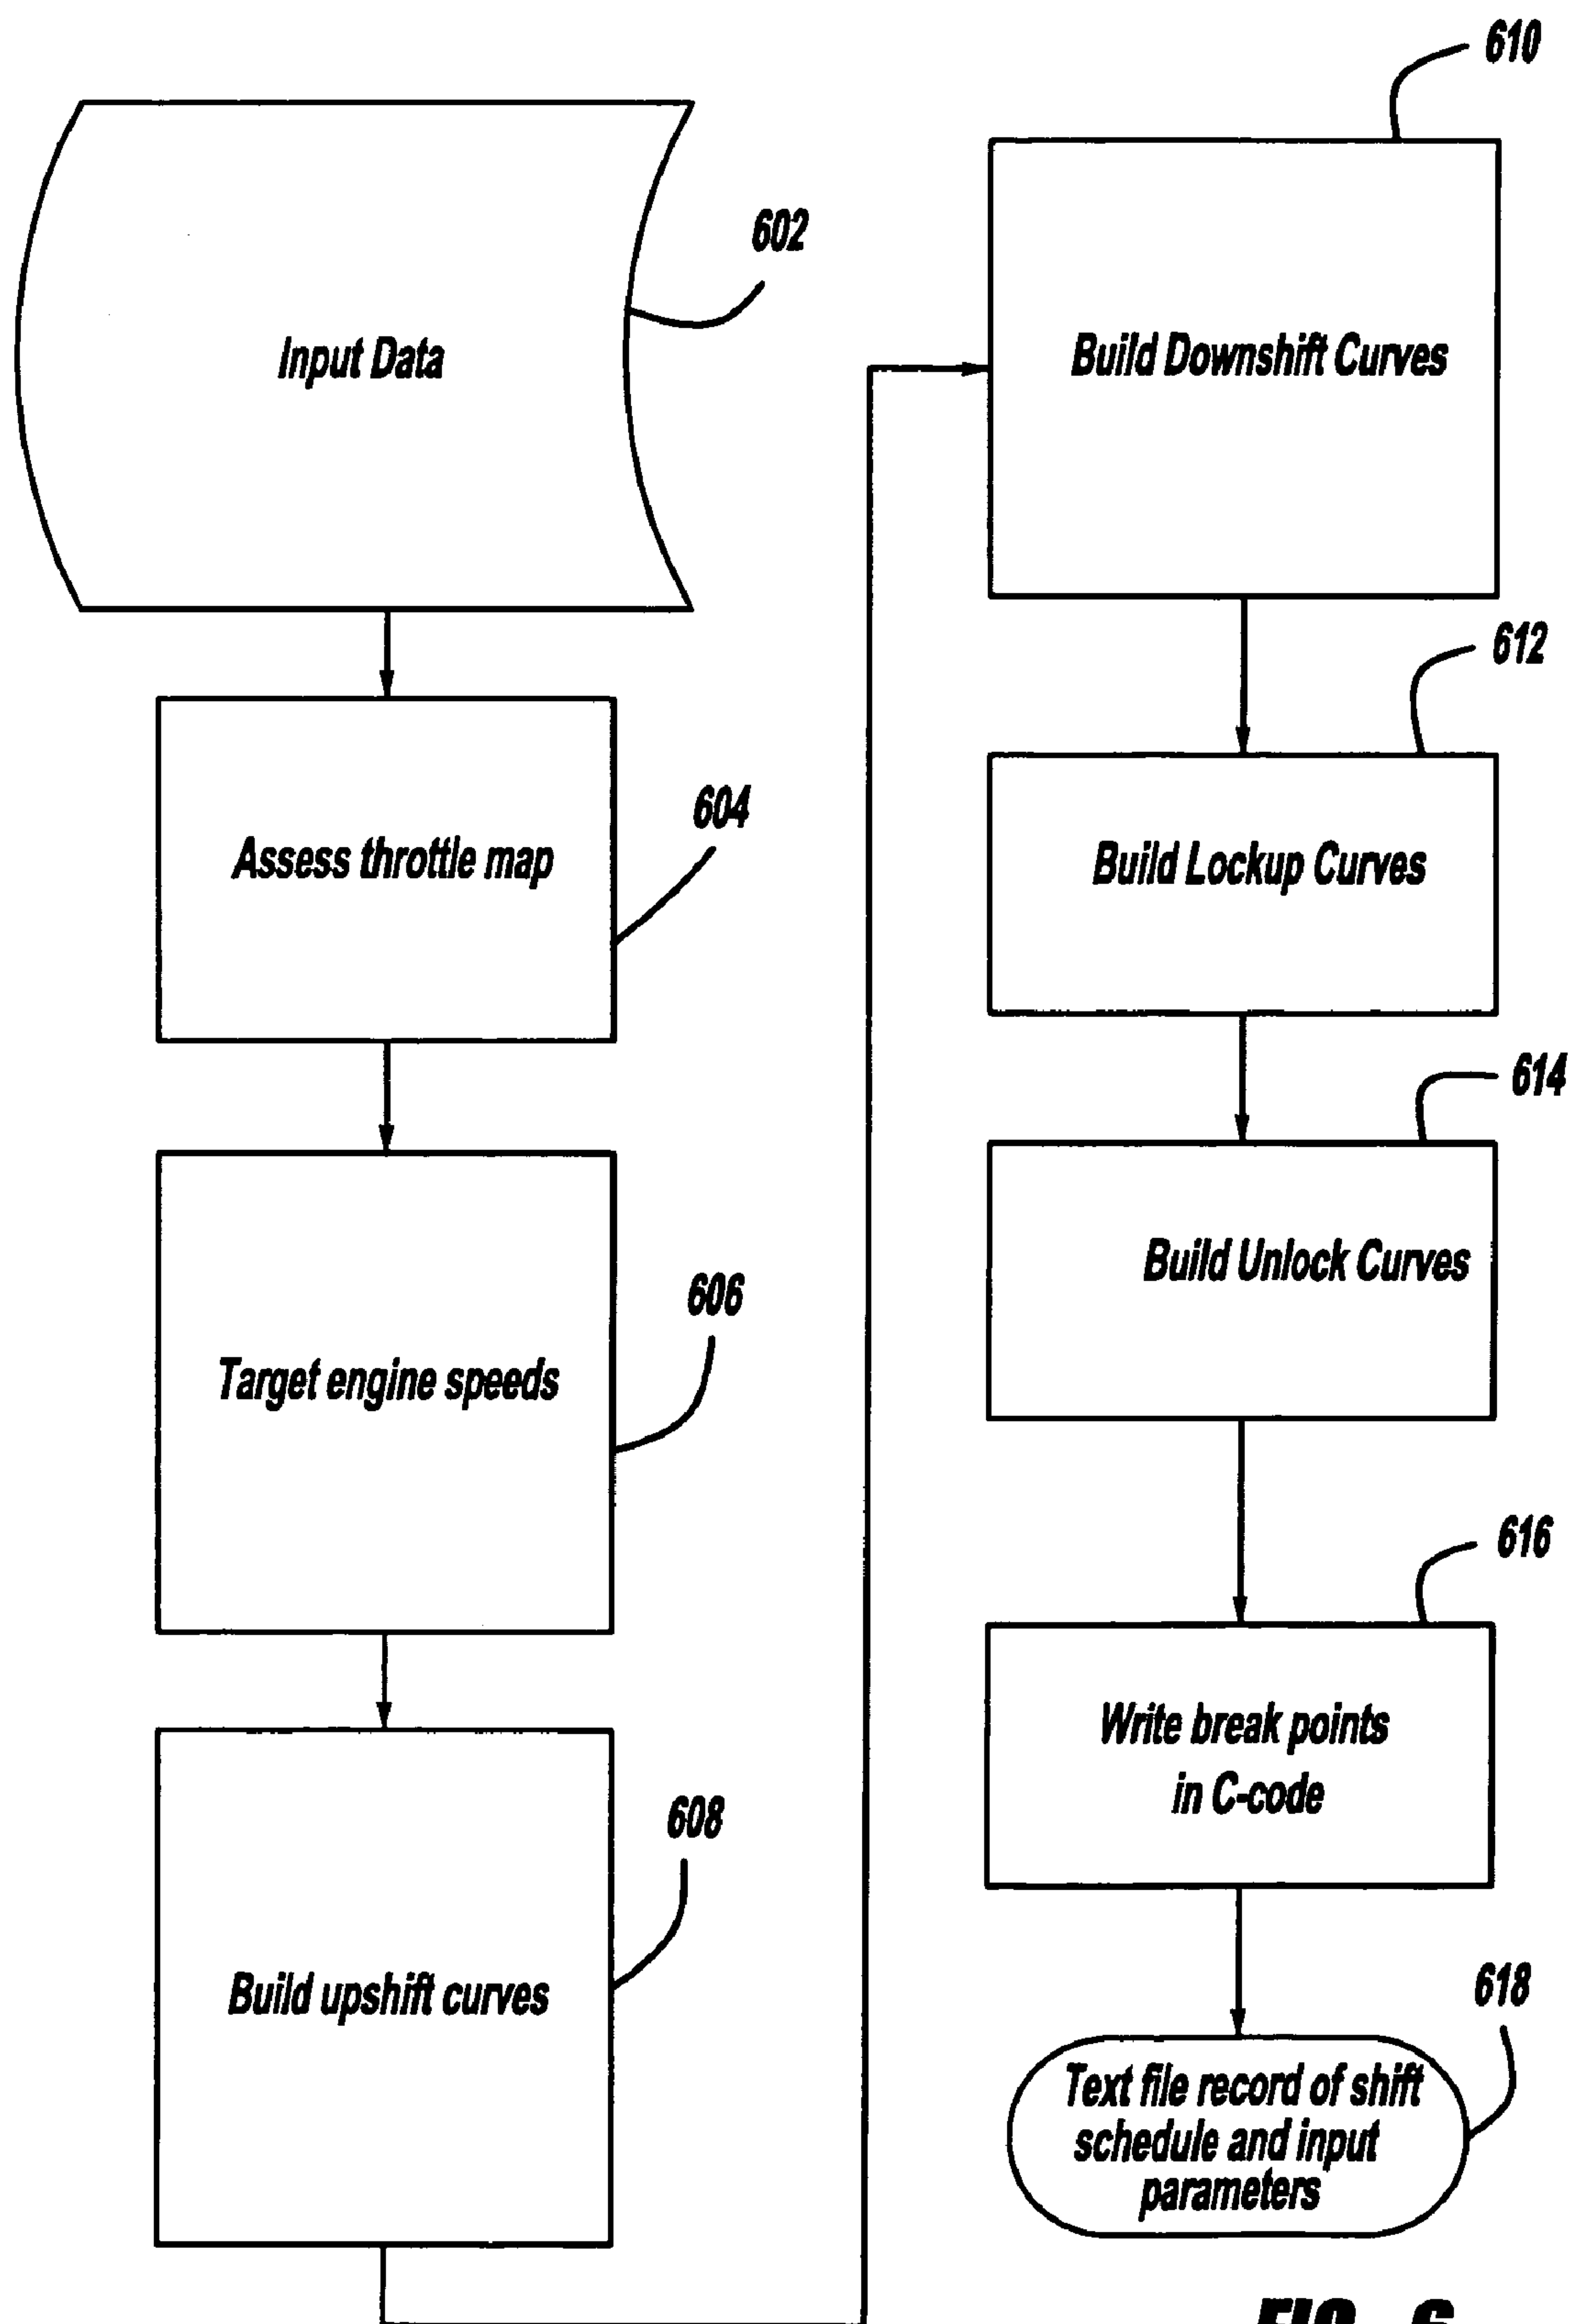 602
Input Data
604
Assess throttle map
606
Target engine speeds
608
Build upshift curves
610
Build Downshift Curves
612
Build Lockup Curves
614
Build Unlock Curves
616
Write break points
in C-code
618
Text file record of shift
schedule and input
parameters
FIG. 6